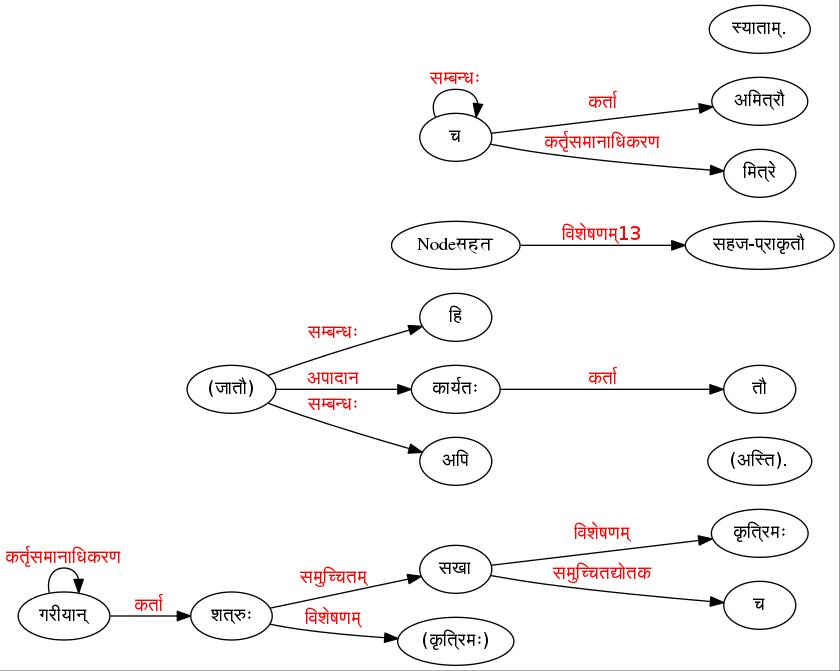 स्याताम्.
सम्बन्धः
च
कर्ता
अमित्रौ
कर्तृसमानाधिकरण
मित्रे
Nodeसहत
विशेषणम्13
सहज-प्राकृतौ
सम्बन्धः
हि
(जातौ)
अपादान
कार्यतः
कर्ता
तौ
सम्बन्धः
अपि
(अस्ति).
कर्तृसमानाधिकरण
गरीयान्
कर्ता
शत्रुः
समुच्चितम्
सखा
विशेषणम्
कृत्रिमः
समुच्चितद्योतक
च
विशेषणम्
(कृत्रिमः)